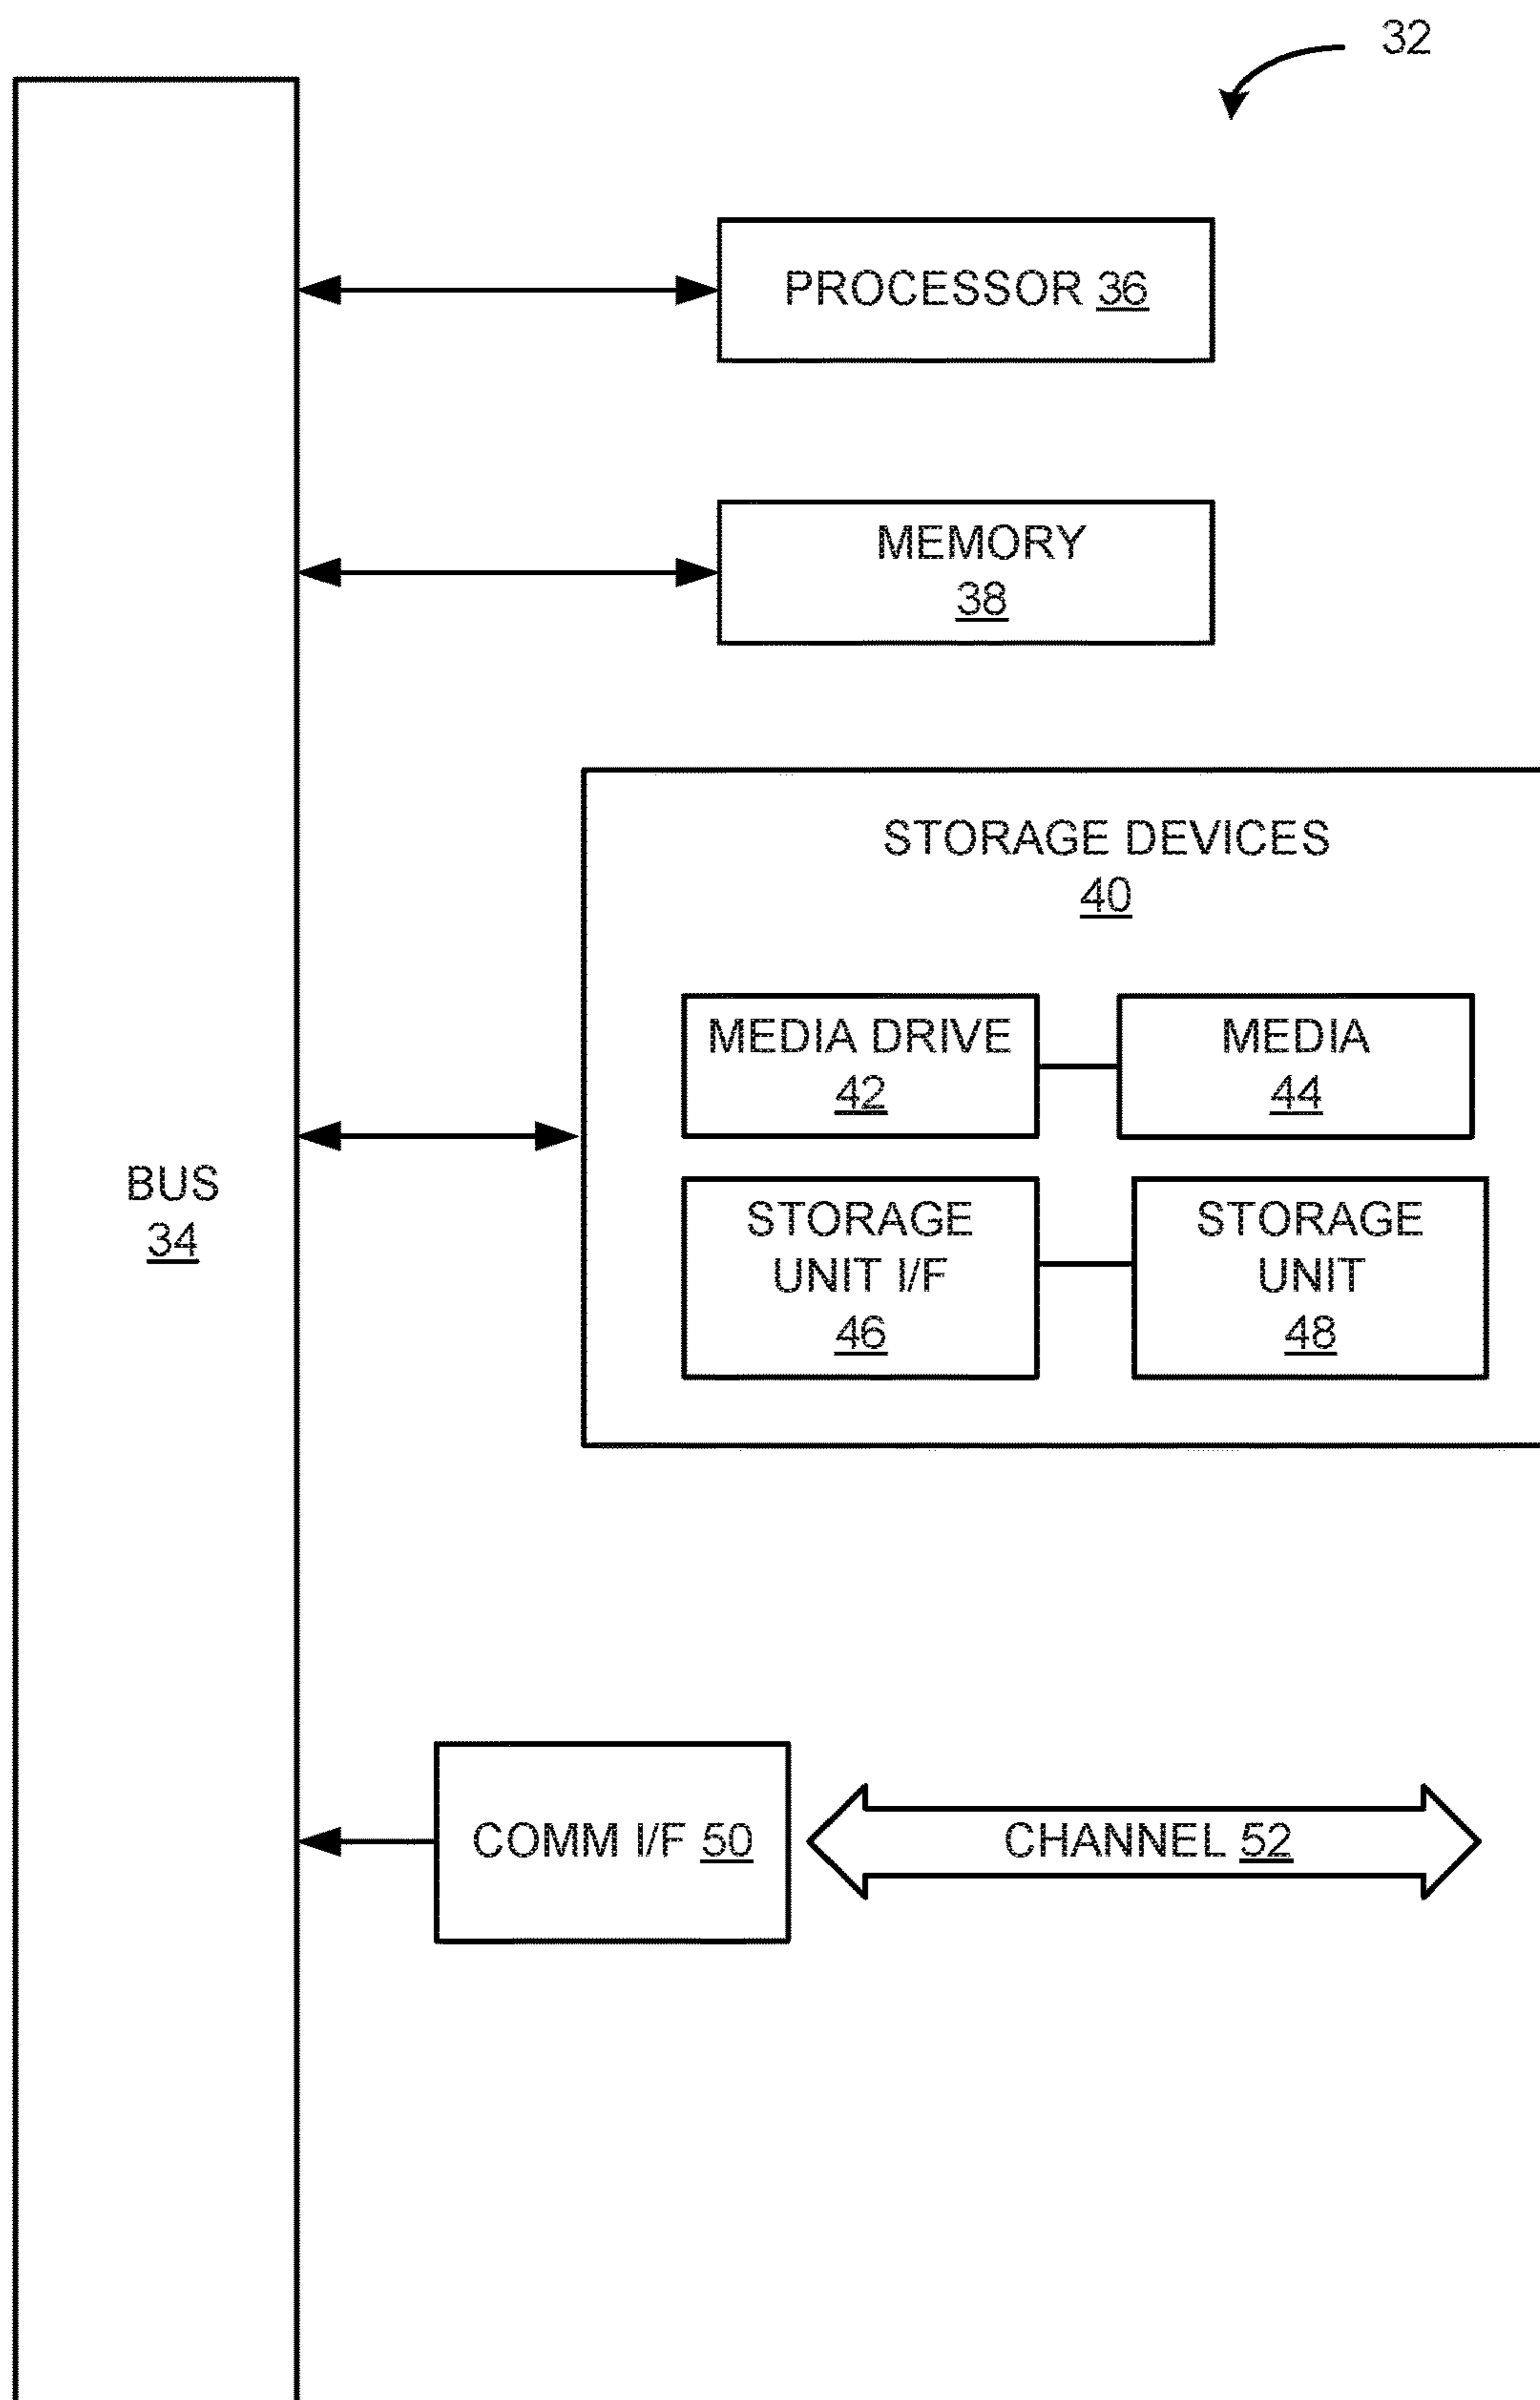 32
PROCESSOR 36
MEMORY
38
STORAGE DEVICES
40
MEDIA DRIVE
42
MEDIA
44
BUS
34
STORAGE
UNIT I/F
46
STORAGE
UNIT
48
COMM I/F 50
CHANNEL 52